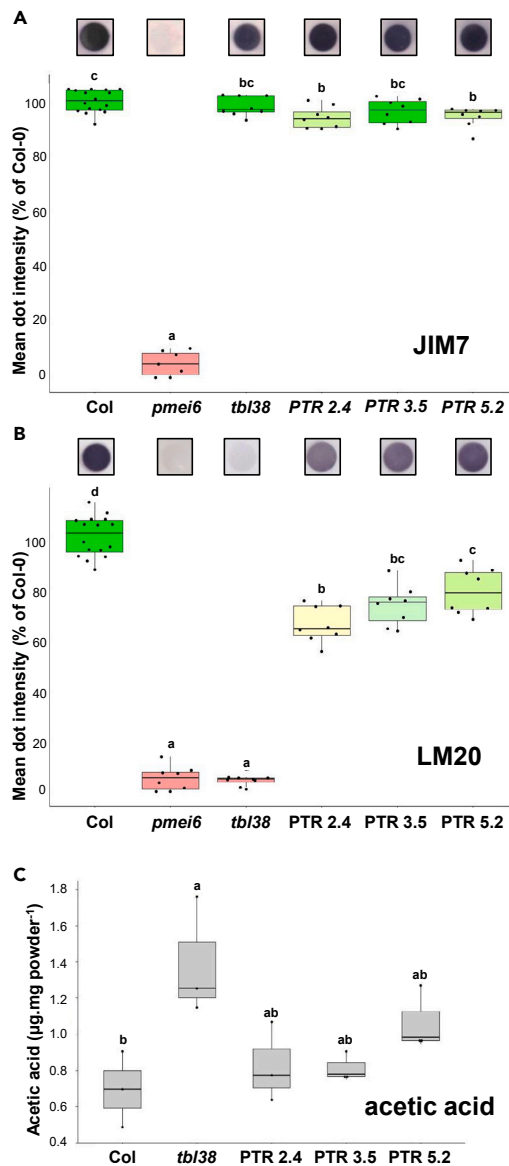 A
c
bc
b
bc
b
100
80
60
40
20
0
a
Mean dot intensity (% of Col-0)
JIM7
Col
pmei6
tbl38
PTR 2.4
PTR 3.5
PTR 5.2
B
d
b
bc
c
100
80
60
40
20
0
a
a
Mean dot intensity (% of Col-0)
LM20
Col
pmei6
tbl38
PTR 2.4
PTR 3.5
PTR 5.2
C
1.8
1.6
1.4
1.2
1.0
0.8
0.6
0.4
a
b
ab
ab
ab
Acetic acid (µg.mg powder⁻¹)
acetic acid
Col
tbl38
PTR 2.4
PTR 3.5
PTR 5.2